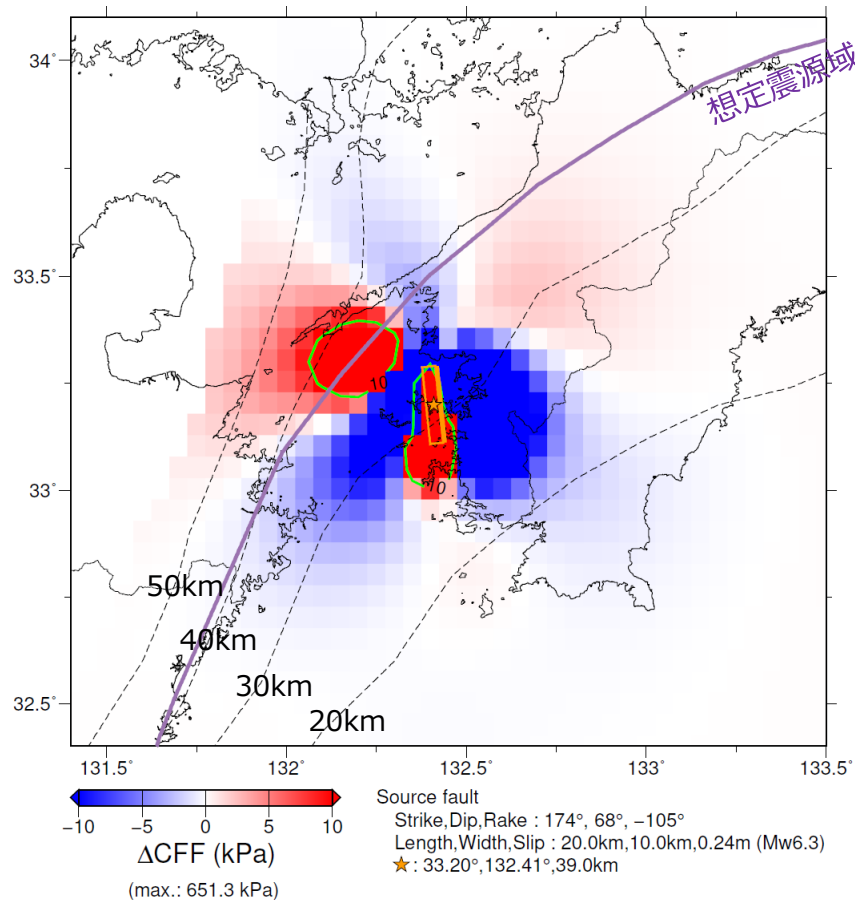 34°
想定震源域
33.5°
10
10
33°
50km
40km
30km
20km
32.5°
131.5°
132°
132.5°
133°
133.5°
−10
−5
0
5
10
ΔCFF (kPa)
(max.: 651.3 kPa)
Source fault
Strike,Dip,Rake : 174°, 68°, −105°
Length,Width,Slip : 20.0km,10.0km,0.24m (Mw6.3)
: 33.20°,132.41°,39.0km